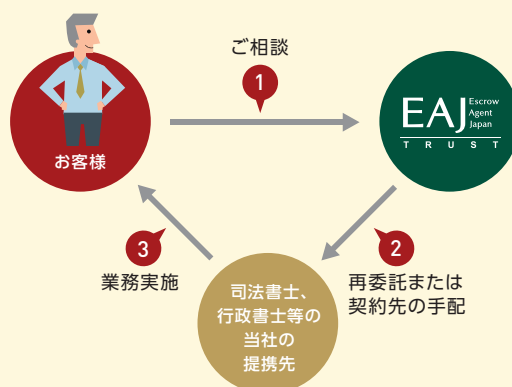 ご相談
1
EAJ
Escrow
Agent
Japan
TRUST
お客様
3
業務実施
2
再委託または
契約先の手配
司法書士、
行政書士等の
当社の
提携先